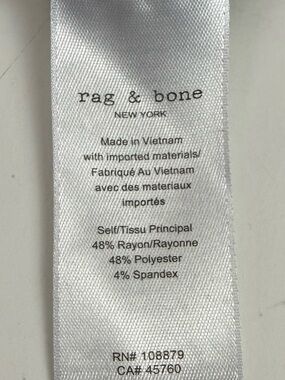 rag & bone
NEW YORK
Made in Vietnam
with imported materials/
Fabriqué Au Vietnam
avec des materiaux
importés
Self/Tissu Principal
48% Rayon/Rayonne
48% Polyester
4% Spandex
RN# 108879
CA# 45760